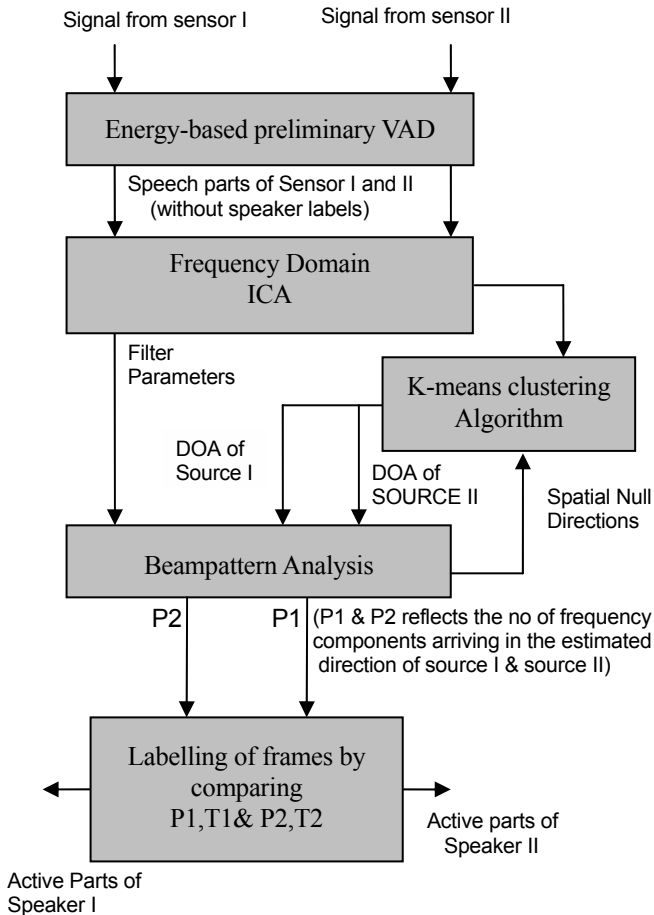 Signal from sensor I
Signal from sensor II
Energy-based preliminary VAD
Speech parts of Sensor I and II
(without speaker labels)
Frequency Domain
ICA
Filter
Parameters
K-means clustering
Algorithm
DOA of
Source I
DOA of
SOURCE II
Spatial Null
Directions
Beampattern Analysis
P2
P1
(P1 & P2 reflects the no of frequency
components arriving in the estimated
direction of source I & source II)
Labelling of frames by
comparing
P1,T1& P2,T2
Active parts of
Speaker II
Active Parts of
Speaker I